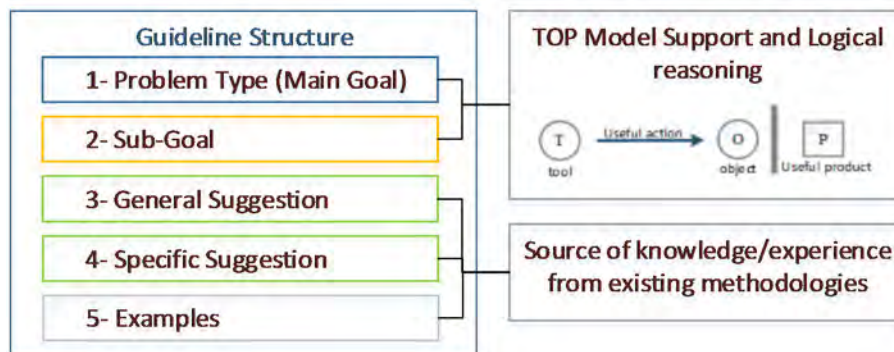 Guideline Structure
1- Problem Type (Main Goal)
2- Sub-Goal
3- General Suggestion
4- Specific Suggestion
5- Examples
TOP Model Support and Logical
reasoning
T
Useful action
O
P
tool
object
Useful product
Source of knowledge/experience
from existing methodologies